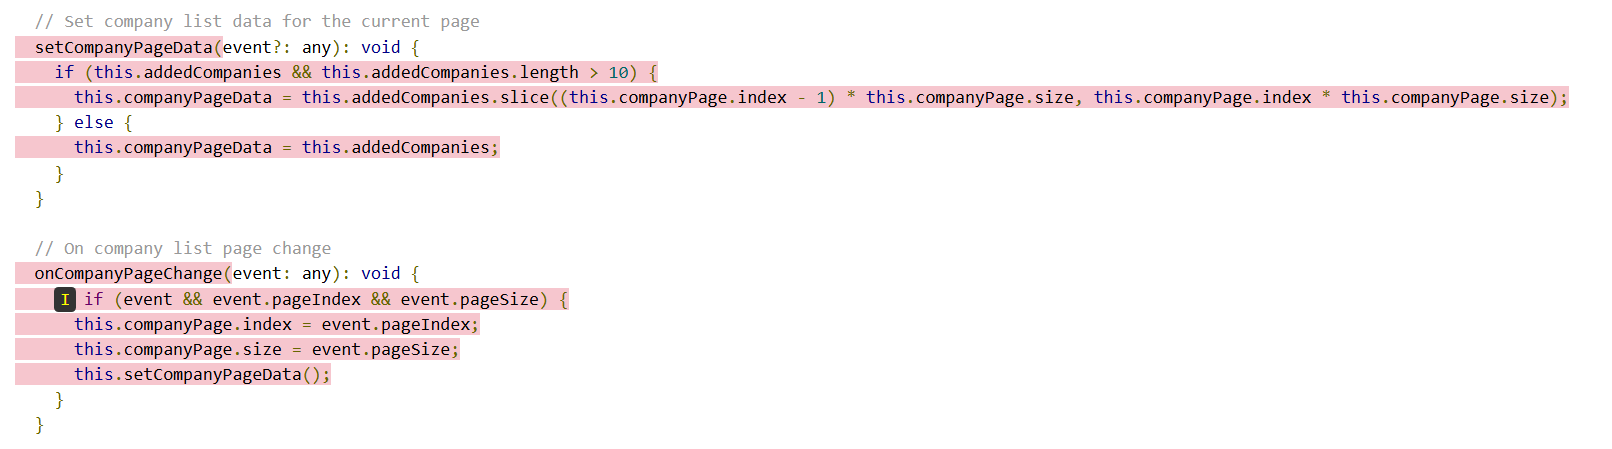 // Set company list data for the current page
setCompanyPageData(event?: any): void {
if (this.addedCompanies && this.addedCompanies.length > 10) {
this.companyPageData = this.addedCompanies.slice((this.companyPage.index - 1) * this.companyPage.size, this.companyPage.index * this.companyPage.size);
} else {
this.companyPageData = this.addedCompanies;
}
}
// On company list page change
onCompanyPageChange(event: any): void {
I if (event && event.pageIndex && event.pageSize) {
this.companyPage.index = event.pageIndex;
this.companyPage.size = event.pageSize;
this.setCompanyPageData();
}
}